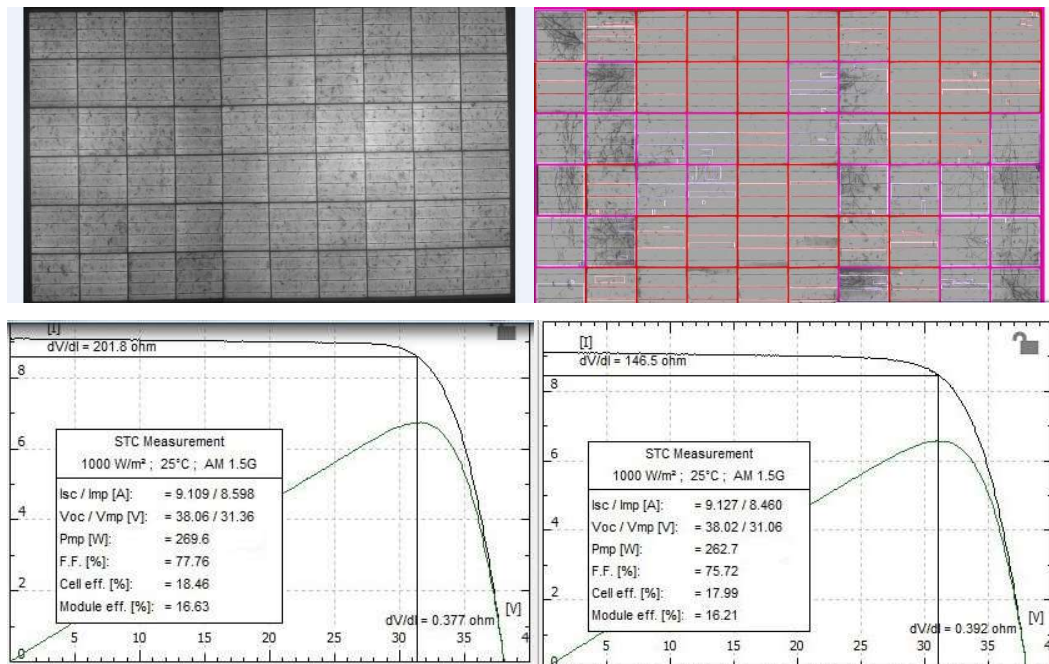 [I]
dV/dI = 201.8 ohm
8
6
4
2
0
5
10
15
20
25
30
35
4
[V]
STC Measurement
1000 W/m² ; 25°C ; AM 1.5G
Isc / Imp [A]: = 9.109 / 8.598
Voc / Vmp [V]: = 38.06 / 31.36
Pmp [W]: = 269.6
F.F. [%]: = 77.76
Cell eff. [%]: = 18.46
Module eff. [%]: = 16.63
dV/dI = 0.377 ohm
[I]
dV/dI = 146.5 ohm
8
6
4
2
0
5
10
15
20
25
30
35
4
[V]
STC Measurement
1000 W/m² ; 25°C ; AM 1.5G
Isc / Imp [A]: = 9.127 / 8.460
Voc / Vmp [V]: = 38.02 / 31.06
Pmp [W]: = 262.7
F.F. [%]: = 75.72
Cell eff. [%]: = 17.99
Module eff. [%]: = 16.21
dV/dI = 0.392 ohm